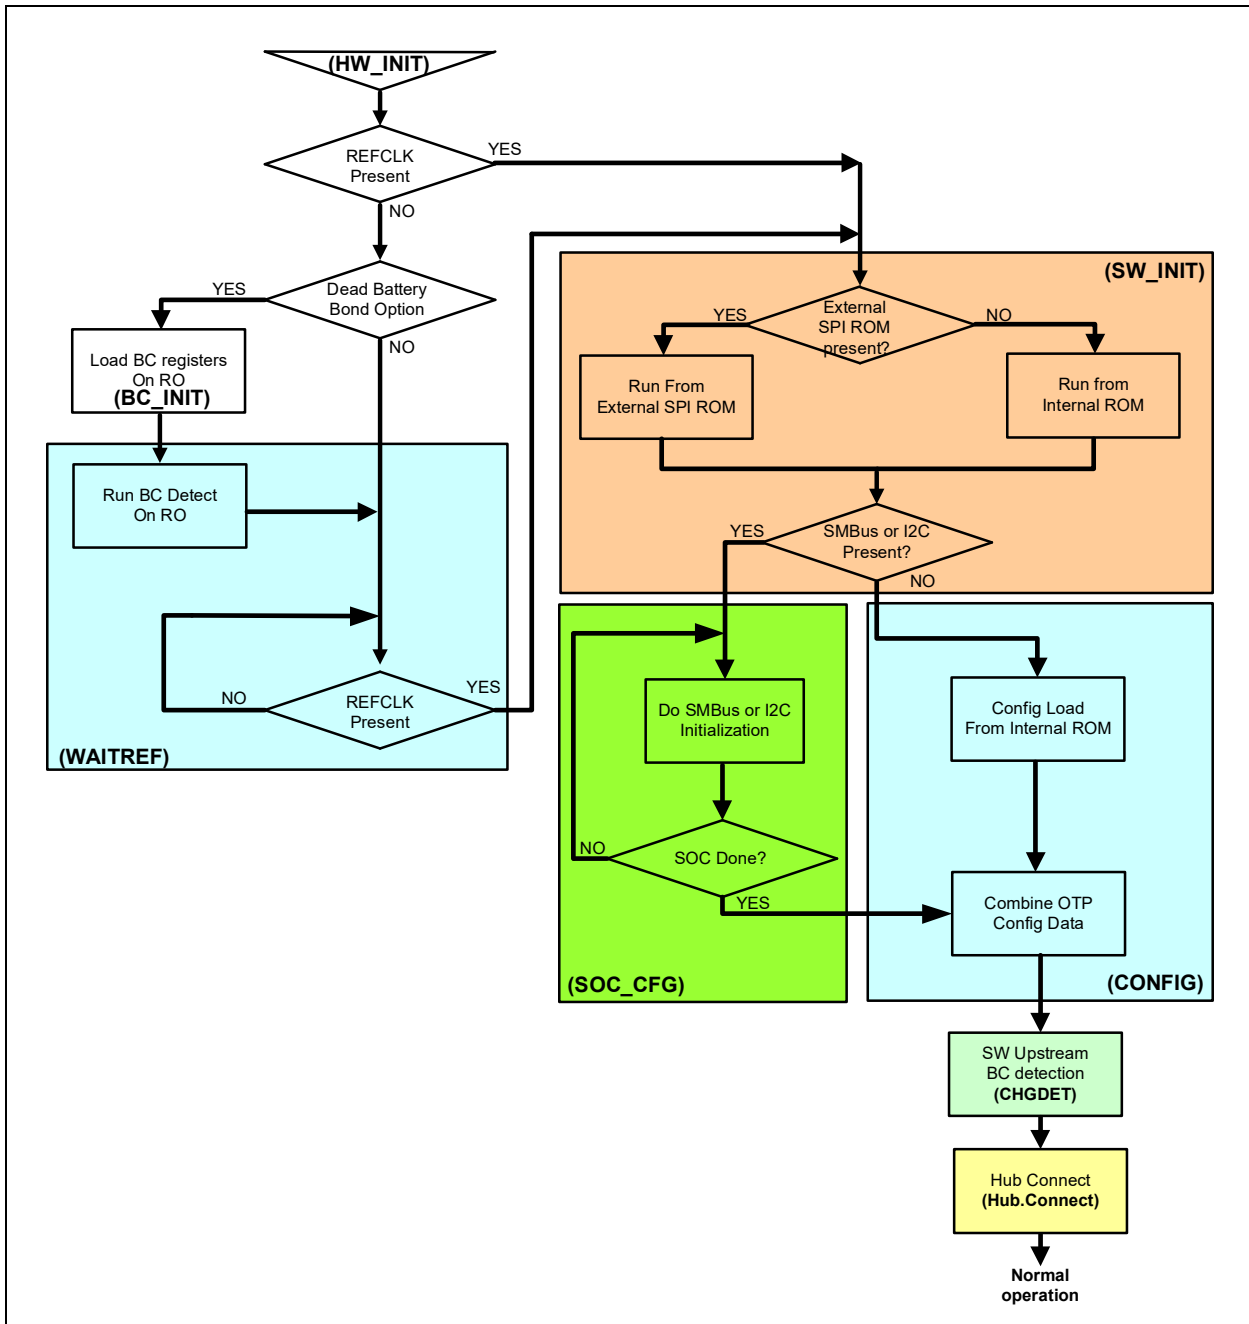 (HW_INIT)
REFCLK
Present
YES
NO
Dead Battery
Bond Option
YES
NO
Load BC registers
On RO
(BC_INIT)
Run BC Detect
On RO
REFCLK
Present
NO
YES
(WAITREF)
(SW_INIT)
External
SPI ROM
present?
YES
NO
Run From
External SPI ROM
Run from
Internal ROM
SMBus or I2C
Present?
YES
NO
Do SMBus or I2C
Initialization
SOC Done?
NO
YES
(SOC_CFG)
Config Load
From Internal ROM
Combine OTP
Config Data
(CONFIG)
SW Upstream
BC detection
(CHGDET)
Hub Connect
(Hub.Connect)
Normal
operation